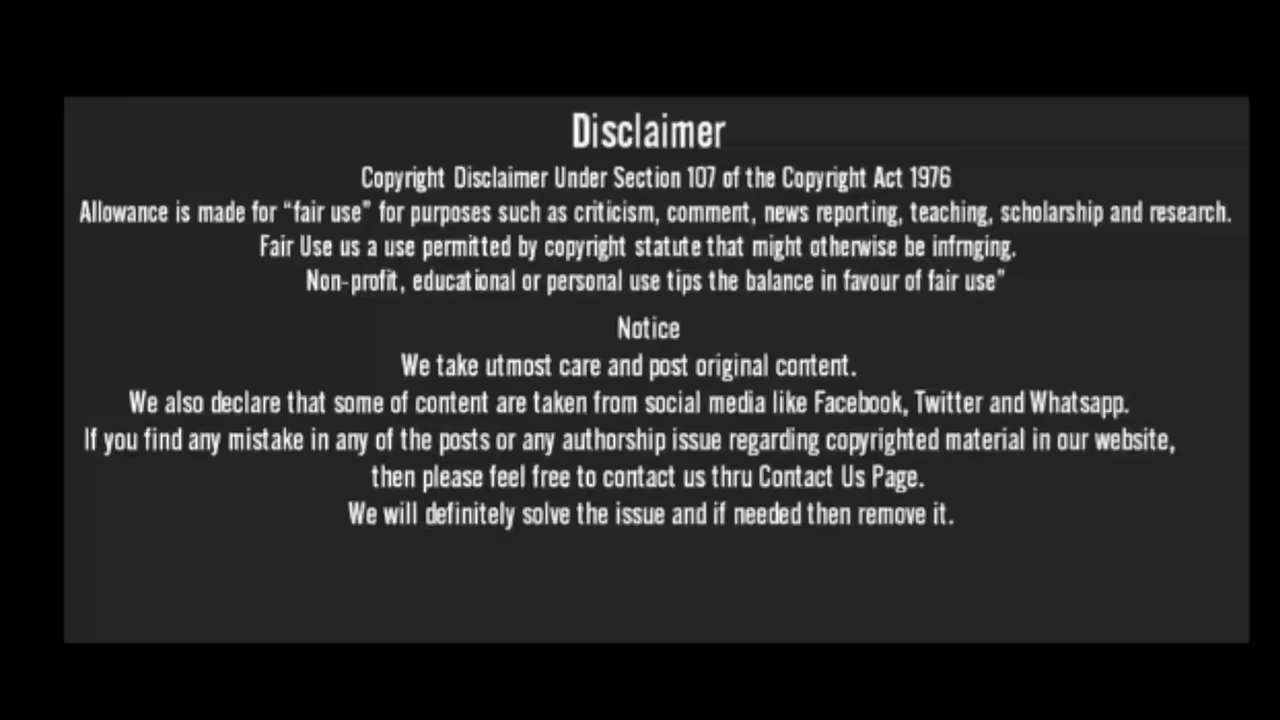 Disclaimer
Copyright Disclaimer Under Section 107 of the Copyright Act 1976
Allowance is made for “fair use” for purposes such as criticism, comment, news reporting, teaching, scholarship and research.
Fair Use us a use permitted by copyright statute that might otherwise be infrnging.
Non-profit, educational or personal use tips the balance in favour of fair use”
Notice
We take utmost care and post original content.
We also declare that some of content are taken from social media like Facebook, Twitter and Whatsapp.
If you find any mistake in any of the posts or any authorship issue regarding copyrighted material in our website,
then please feel free to contact us thru Contact Us Page.
We will definitely solve the issue and if needed then remove it.